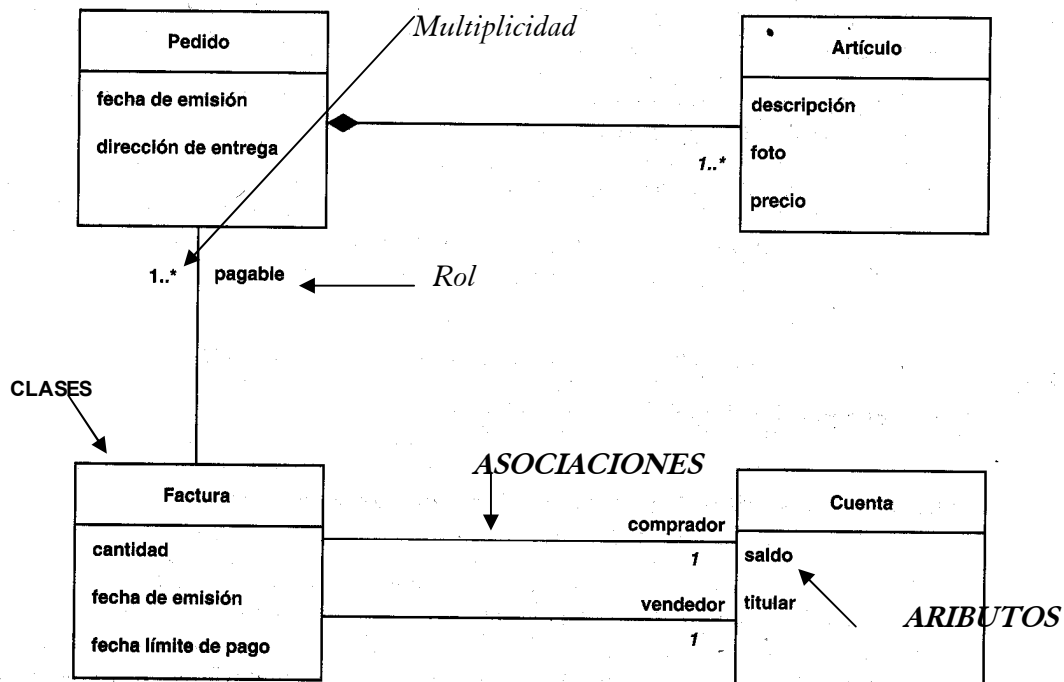 Pedido
Multiplicidad
Artículo
fecha de emisión
dirección de entrega
descripción
foto
precio
1..*
1..* pagable
Rol
CLASES
Factura
ASOCIACIONES
Cuenta
cantidad
fecha de emisión
fecha límite de pago
comprador
1
vendedor
1
saldo
titular
ARIBUTOS